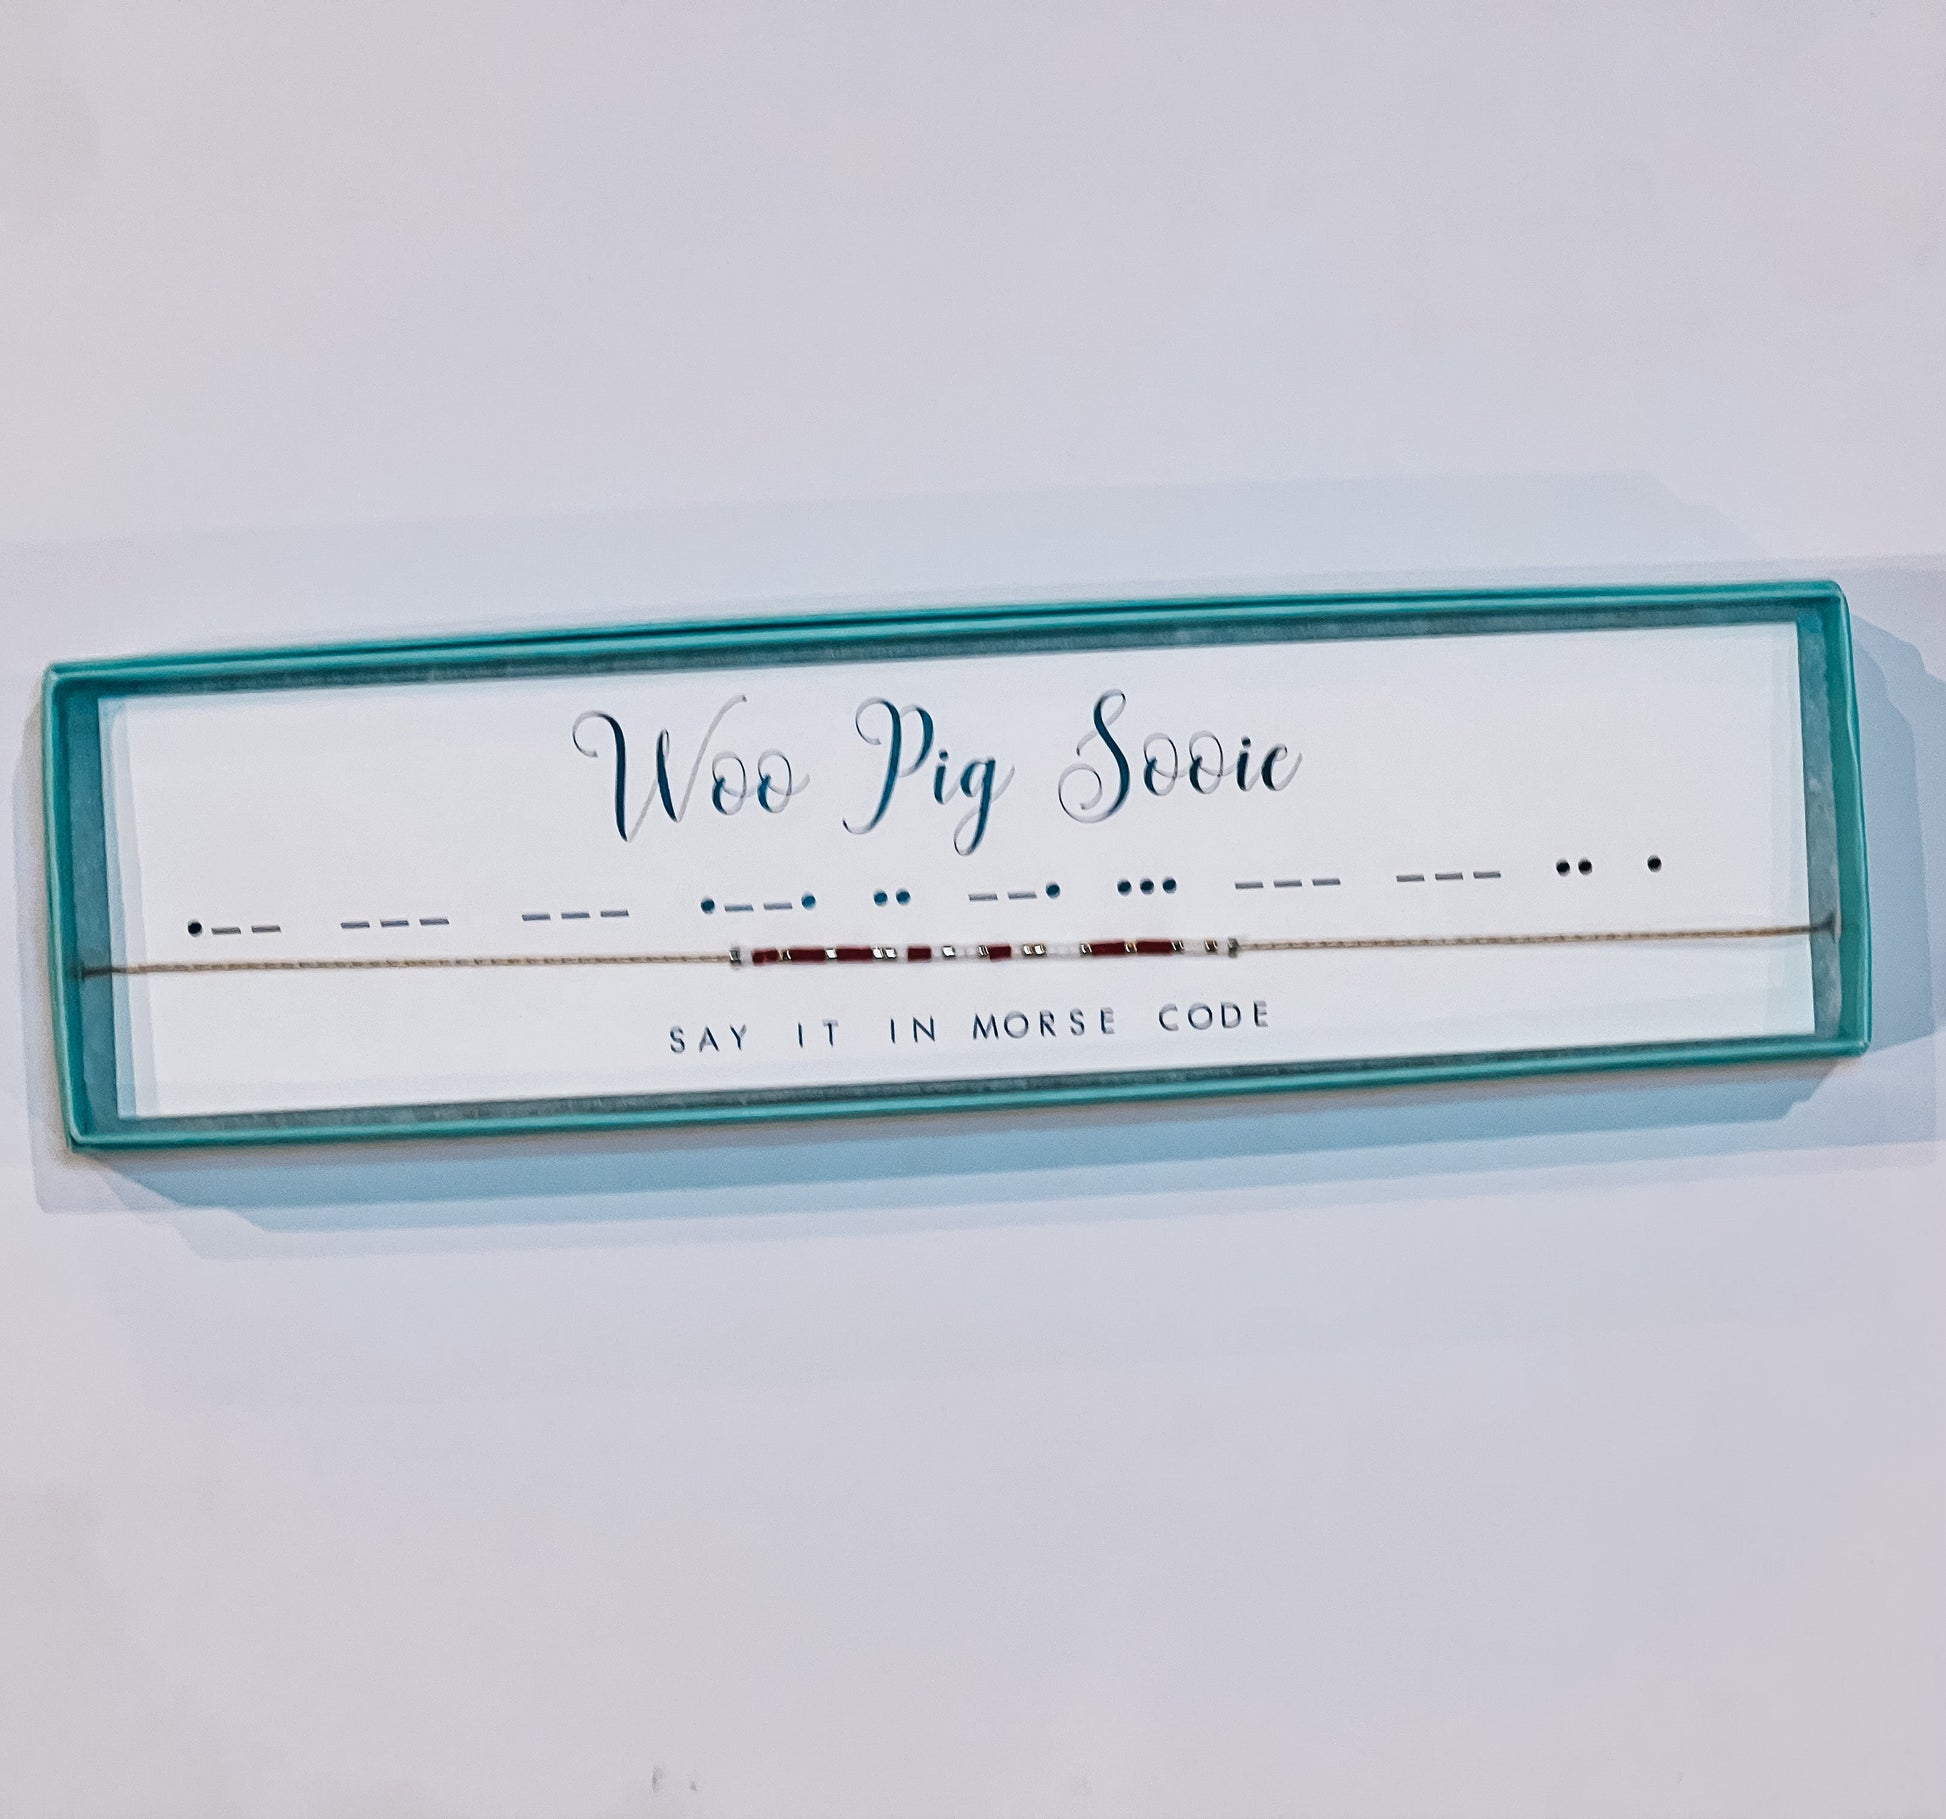 Woo Pig Sooie
•–– ––– ––– •––• •• ––• ••• ––– ––– •• •
SAY IT IN MORSE CODE